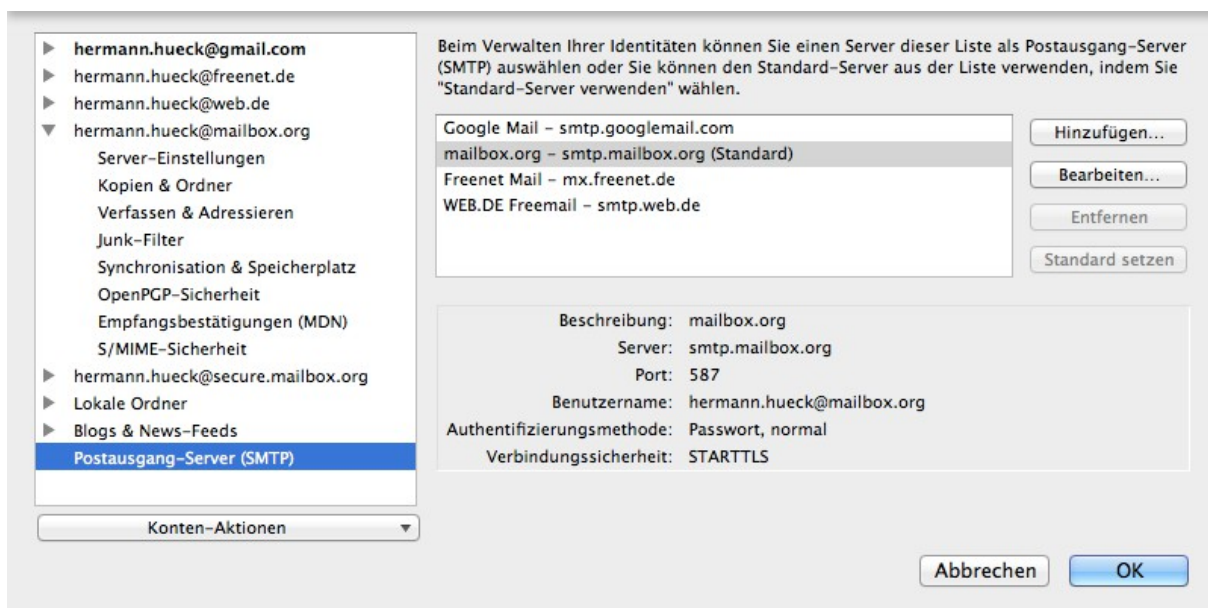 hermann.hueck@gmail.com
hermann.hueck@freenet.de
hermann.hueck@web.de
hermann.hueck@mailbox.org
Server-Einstellungen
Kopien & Ordner
Verfassen & Adressieren
Junk-Filter
Synchronisation & Speicherplatz
OpenPGP-Sicherheit
Empfangsbestätigungen (MDN)
S/MIME-Sicherheit
hermann.hueck@secure.mailbox.org
Lokale Ordner
Blogs & News-Feeds
Postausgang-Server (SMTP)
Konten-Aktionen
Beim Verwalten Ihrer Identitäten können Sie einen Server dieser Liste als Postausgang-Server
(SMTP) auswählen oder Sie können den Standard-Server aus der Liste verwenden, indem Sie
"Standard-Server verwenden" wählen.
Google Mail - smtp.googlemail.com
mailbox.org - smtp.mailbox.org (Standard)
Freenet Mail - mx.freenet.de
WEB.DE Freemail - smtp.web.de
Hinzufügen...
Bearbeiten...
Entfernen
Standard setzen
Beschreibung: mailbox.org
Server: smtp.mailbox.org
Port: 587
Benutzername: hermann.hueck@mailbox.org
Authentifizierungsmethode: Passwort, normal
Verbindungssicherheit: STARTTLS
Abbrechen
OK